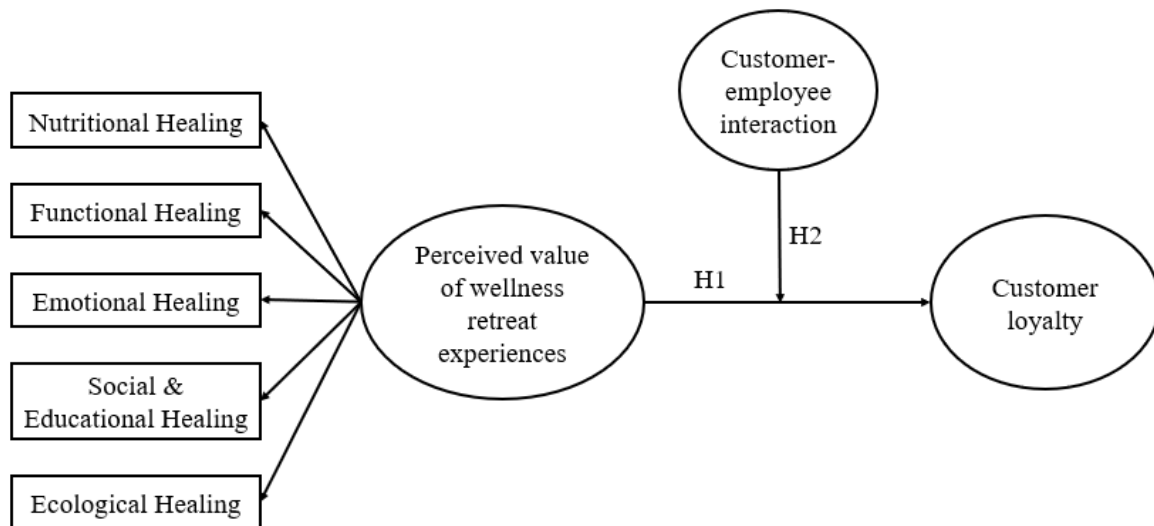 Customer-
employee
interaction
Nutritional Healing
Functional Healing
H2
Perceived value
of wellness
retreat
experiences
H1
Emotional Healing
Customer
loyalty
Social &
Educational Healing
Ecological Healing